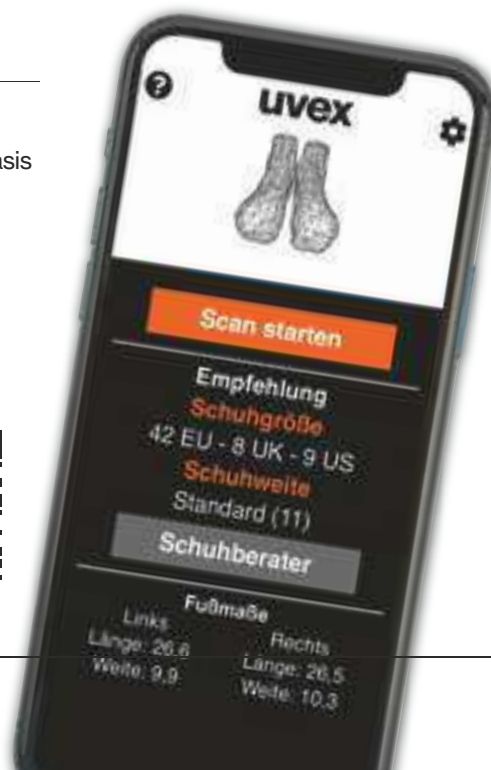 asis
?
uvex
Scan starten
Empfehlung
Schuhgröße
42 EU - 8 UK - 9 US
Schuhweite
Standard (11)
Schuhberater
Fußmaße
Links Rechts
Länge: 26,6 Länge: 26,5
Weite: 9,9 Weite: 10,3